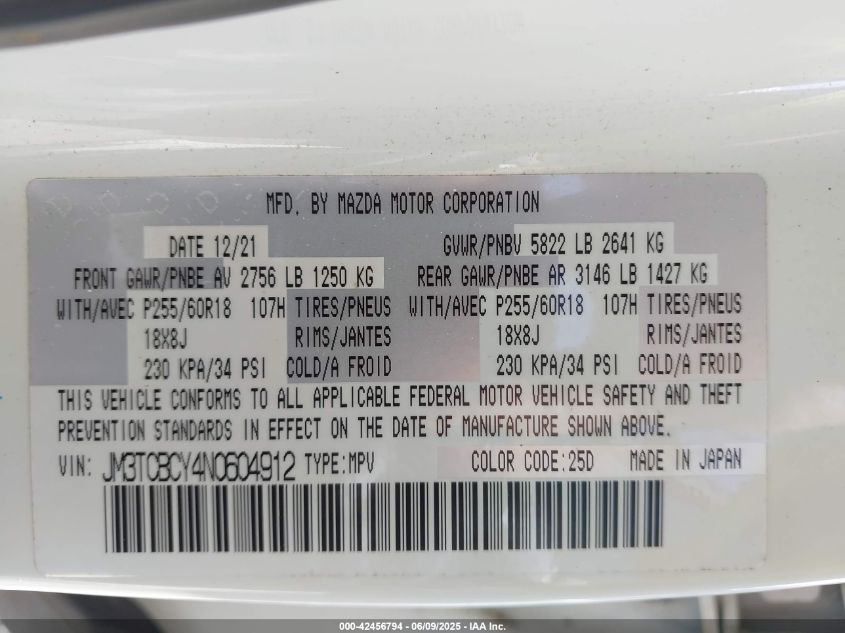 MFD. BY MAZDA MOTOR CORPORATION
DATE 12/21 GVWR/PNBV 5822 LB 2641 KG
FRONT GAWR/PNBE AV 2756 LB 1250 KG REAR GAWR/PNBE AR 3146 LB 1427 KG
WITH/AVEC P255/60R18 107H TIRES/PNEUS WITH/AVEC P255/60R18 107H TIRES/PNEUS
18X8J RIMS/JANTES 18X8J RIMS/JANTES
230 KPA/34 PSI COLD/A FROID 230 KPA/34 PSI COLD/A FROID
THIS VEHICLE CONFORMS TO ALL APPLICABLE FEDERAL MOTOR VEHICLE SAFETY AND THEFT
PREVENTION STANDARDS IN EFFECT ON THE DATE OF MANUFACTURE SHOWN ABOVE.
VIN: JM3TCBCY4N0604912 TYPE:MPV COLOR CODE:25D MADE IN JAPAN
000-42456794 - 06/09/2025 - IAA Inc.